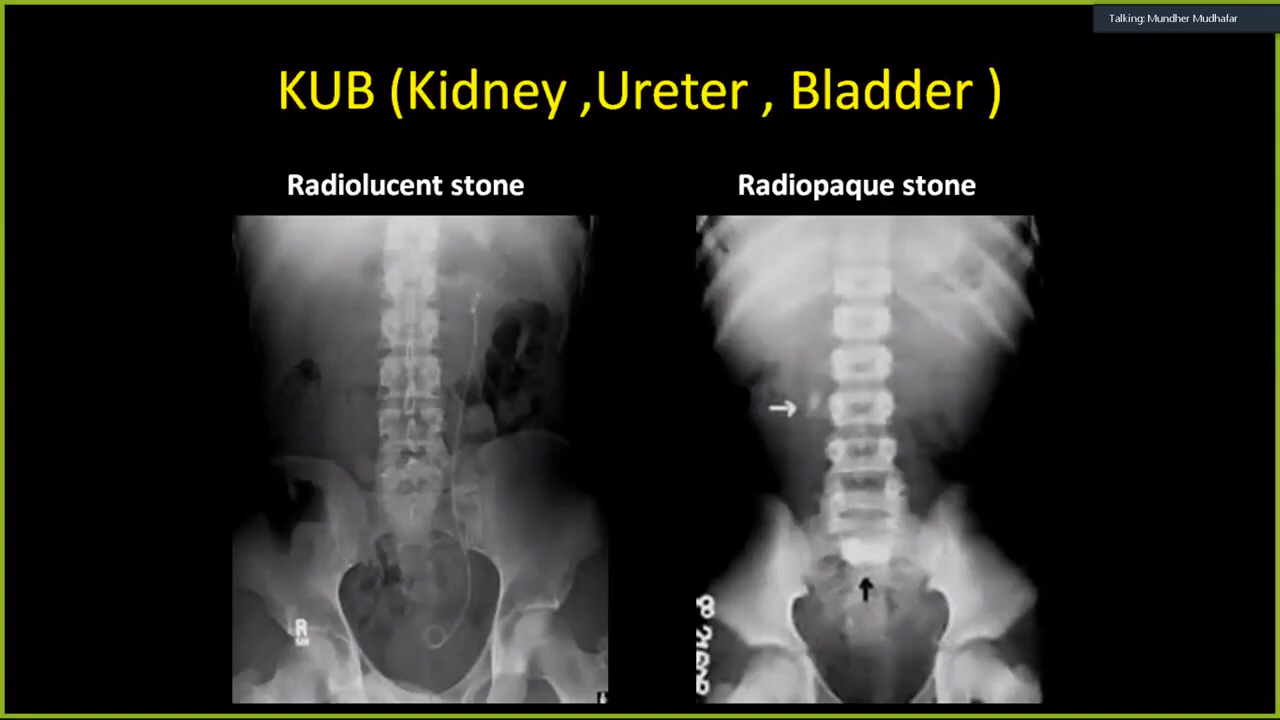 Talking: Mundher Mudhafar
KUB (Kidney ,Ureter , Bladder )
Radiolucent stone
Radiopaque stone
R